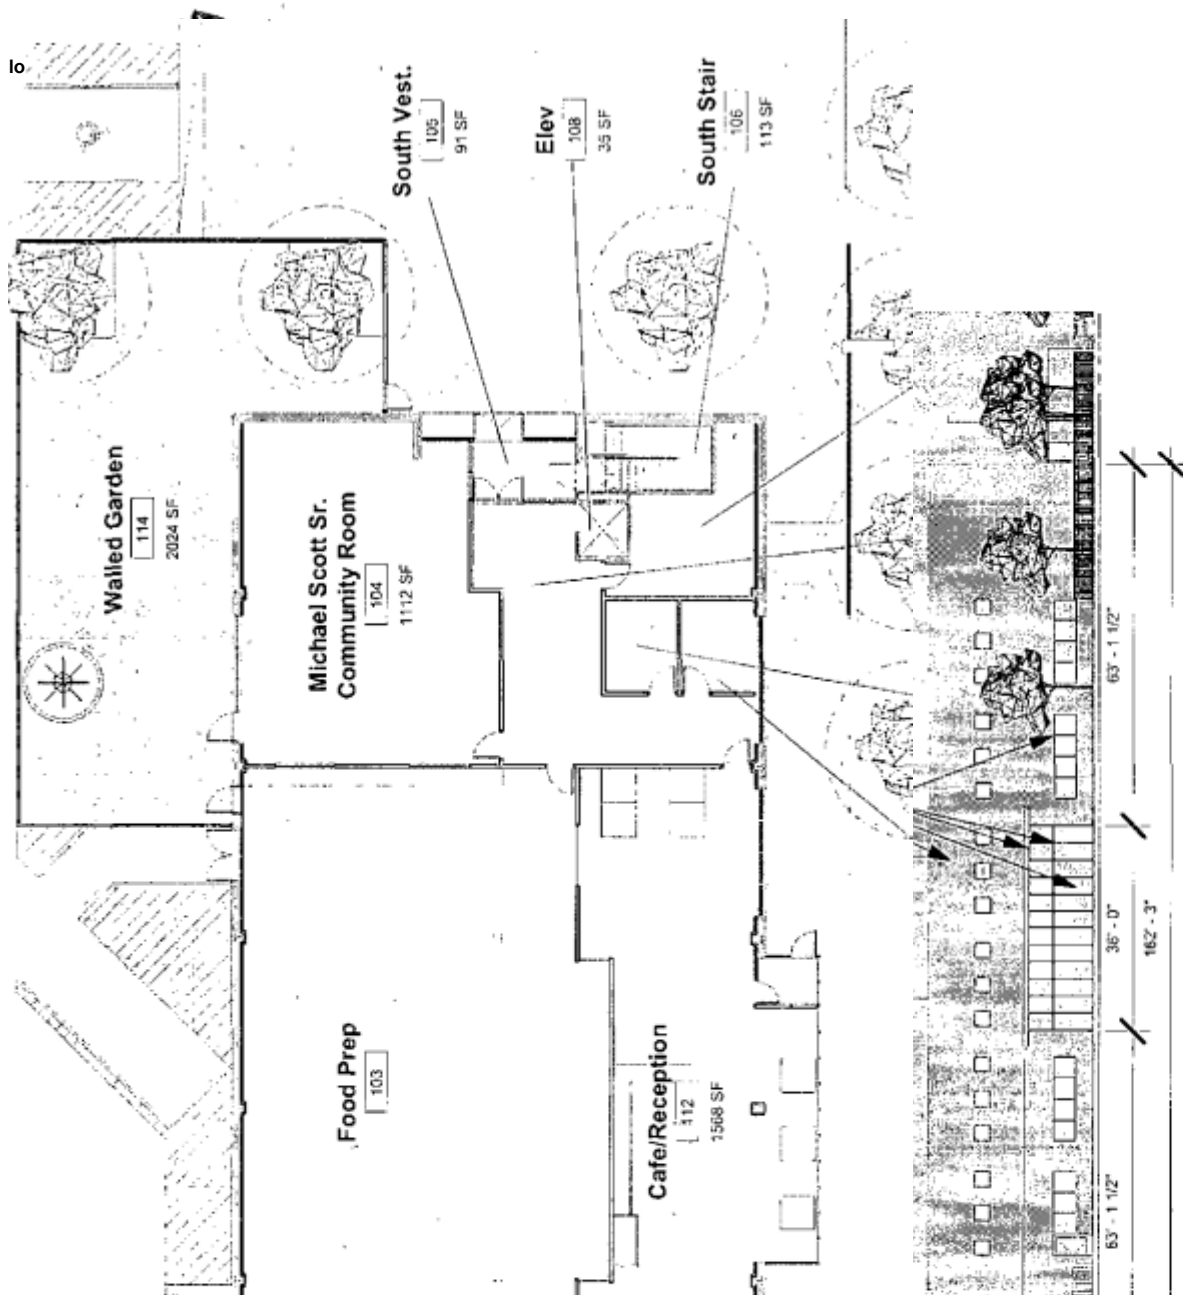 lo
South Vest.
105
91 SF
Elev
108
35 SF
South Stair
106
113 SF
Walled Garden
114
2024 SF
Michael Scott Sr.
Community Room
104
1112 SF
Food Prep
103
Cafe/Reception
112
1568 SF
63' - 1 1/2"
36' - 0"
162' - 3"
63' - 1 1/2"